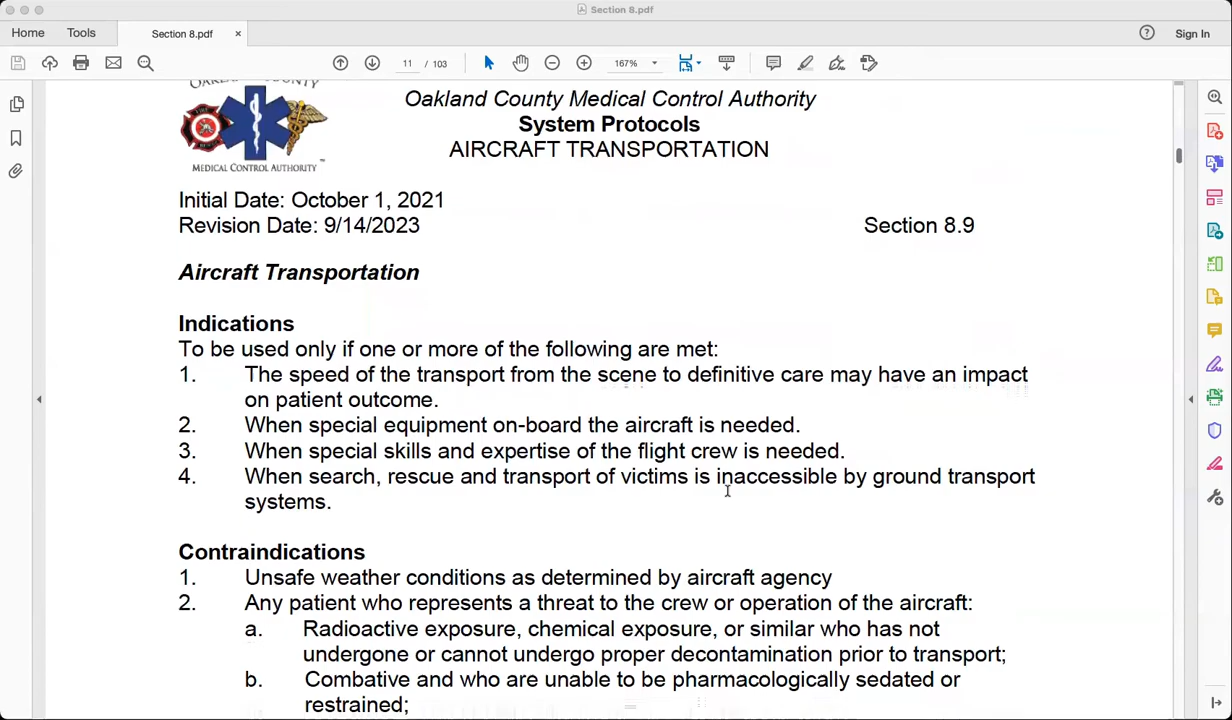 Section 8.pdf
Home Tools Section 8.pdf × Sign In
11 / 103 167%
MEDICAL CONTROL AUTHORITY
Oakland County Medical Control Authority
System Protocols
AIRCRAFT TRANSPORTATION
Initial Date: October 1, 2021
Revision Date: 9/14/2023 Section 8.9
Aircraft Transportation
Indications
To be used only if one or more of the following are met:
1. The speed of the transport from the scene to definitive care may have an impact
on patient outcome.
2. When special equipment on-board the aircraft is needed.
3. When special skills and expertise of the flight crew is needed.
4. When search, rescue and transport of victims is inaccessible by ground transport
systems.
Contraindications
1. Unsafe weather conditions as determined by aircraft agency
2. Any patient who represents a threat to the crew or operation of the aircraft:
a. Radioactive exposure, chemical exposure, or similar who has not
undergone or cannot undergo proper decontamination prior to transport;
b. Combative and who are unable to be pharmacologically sedated or
restrained;